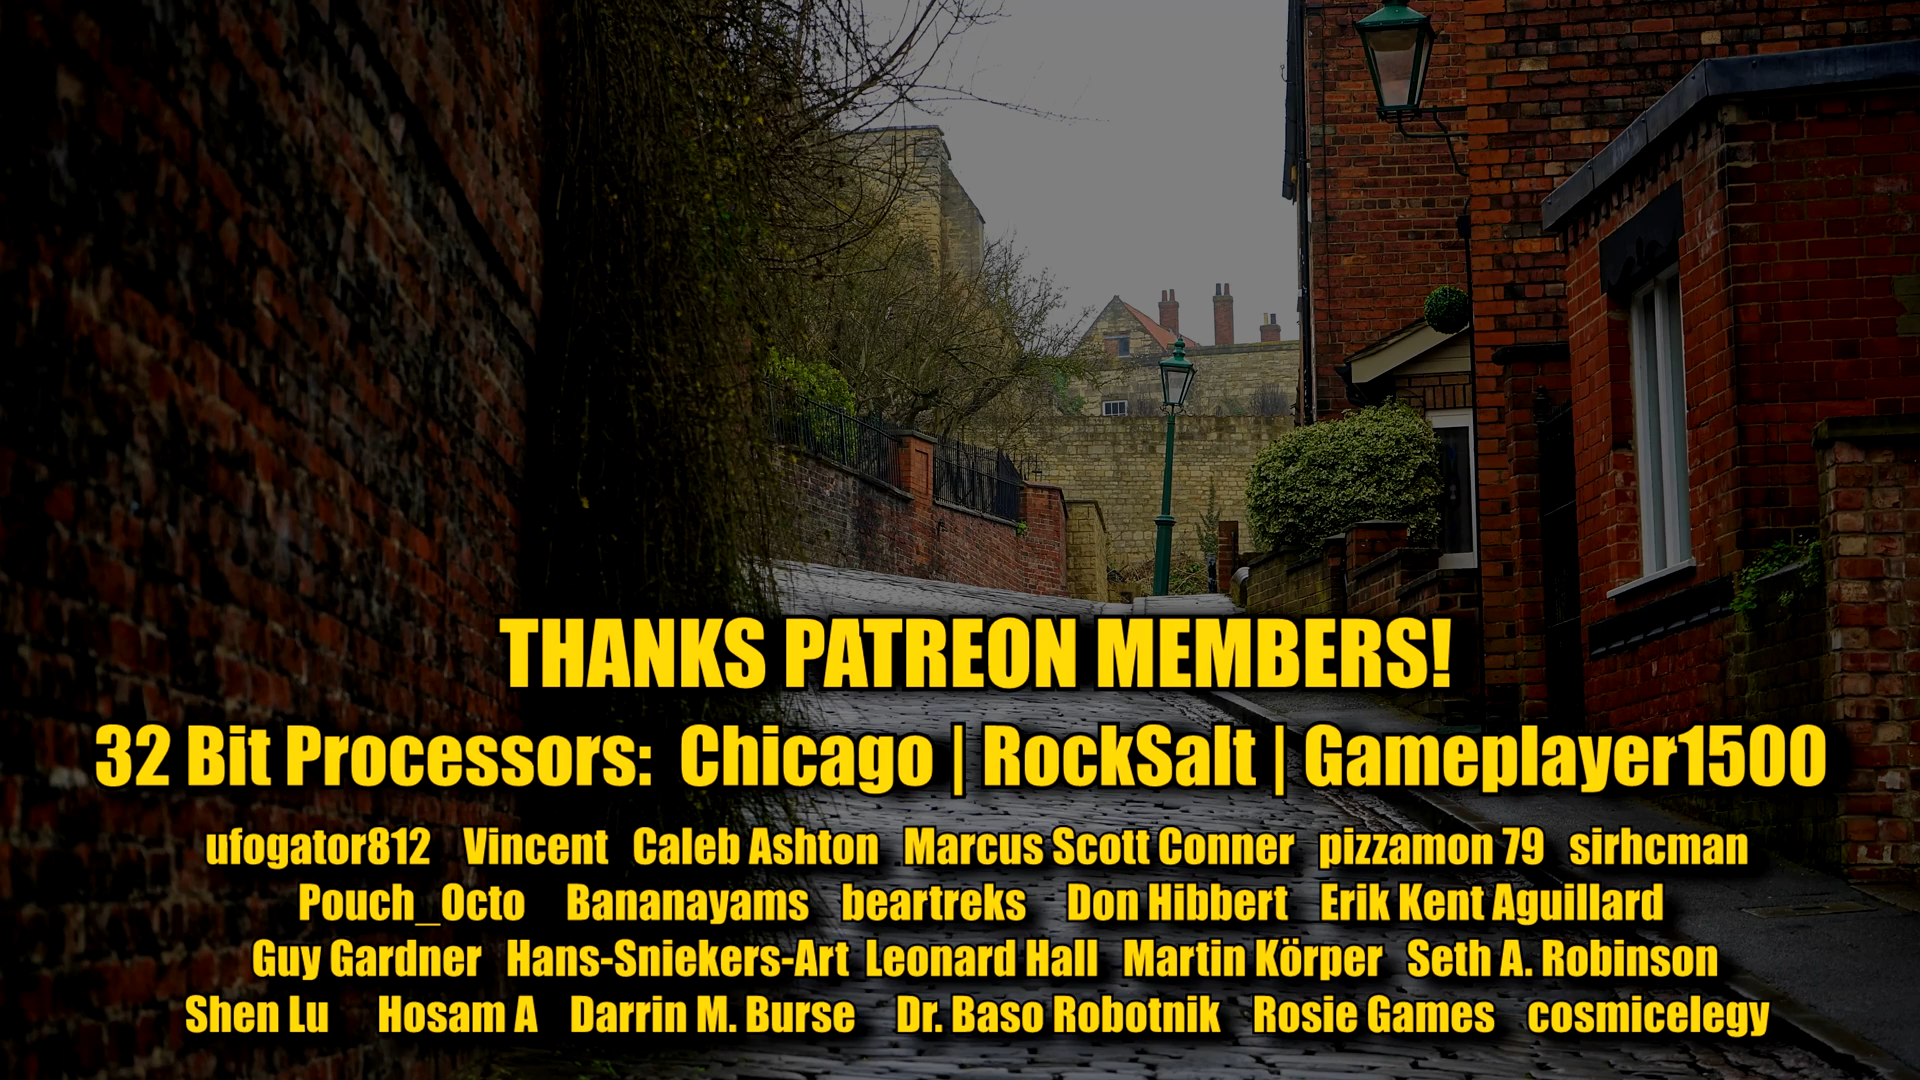 THANKS PATREON MEMBERS!
32 Bit Processors: Chicago | RockSalt | Gameplayer1500
ufogator812 Vincent Caleb Ashton Marcus Scott Conner pizzamon 79 sirhcman
Pouch_Octo Bananayams beartreks Don Hibbert Erik Kent Aguillard
Guy Gardner Hans-Sniekers-Art Leonard Hall Martin Körper Seth A. Robinson
Shen Lu Hosam A Darrin M. Burse Dr. Baso Robotnik Rosie Games cosmicelegy